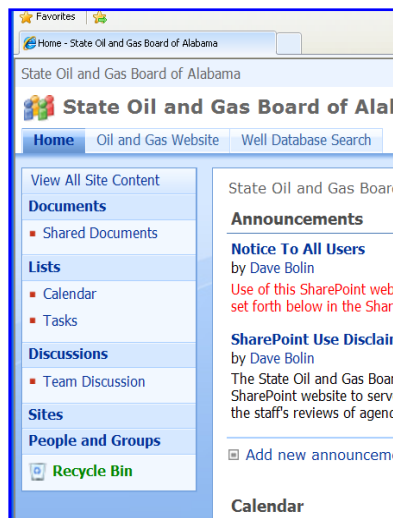 Favorites
Home - State Oil and Gas Board of Alabama
State Oil and Gas Board of Alabama
State Oil and Gas Board of Ala
Home Oil and Gas Website Well Database Search
View All Site Content
Documents
Shared Documents
Lists
Calendar
Tasks
Discussions
Team Discussion
Sites
People and Groups
Recycle Bin
State Oil and Gas Boar
Announcements
Notice To All Users
by Dave Bolin
Use of this SharePoint web
set forth below in the Shar
SharePoint Use Disclai
by Dave Bolin
The State Oil and Gas Boar
SharePoint website to serv
the staff's reviews of agen
Add new announcem
Calendar